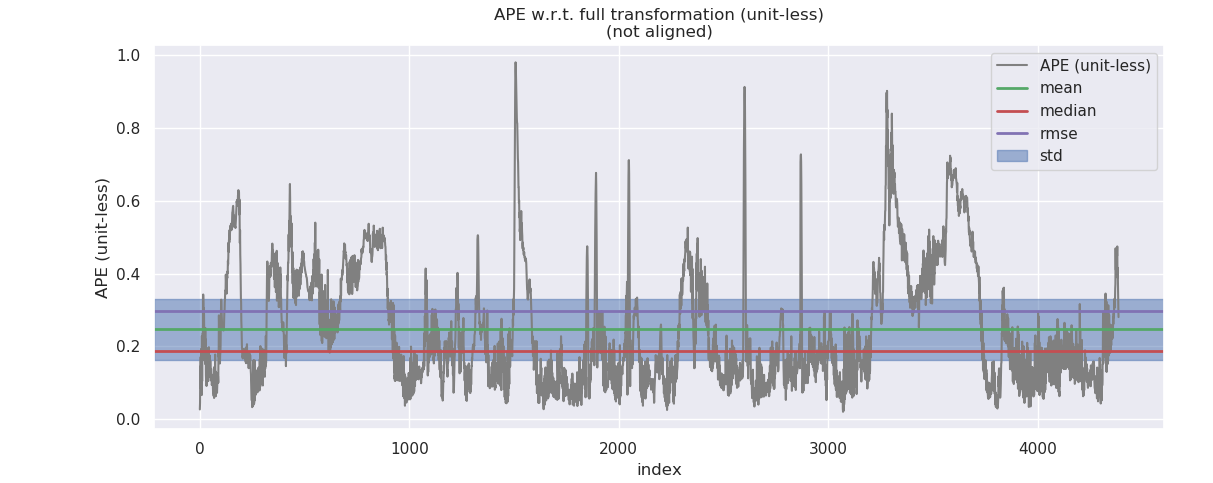 APE w.r.t. full transformation (unit-less)
(not aligned)
1.0
0.8
0.6
0.4
0.2
0.0
APE (unit-less)
APE (unit-less)
mean
median
rmse
std
0 1000 2000 3000 4000
index